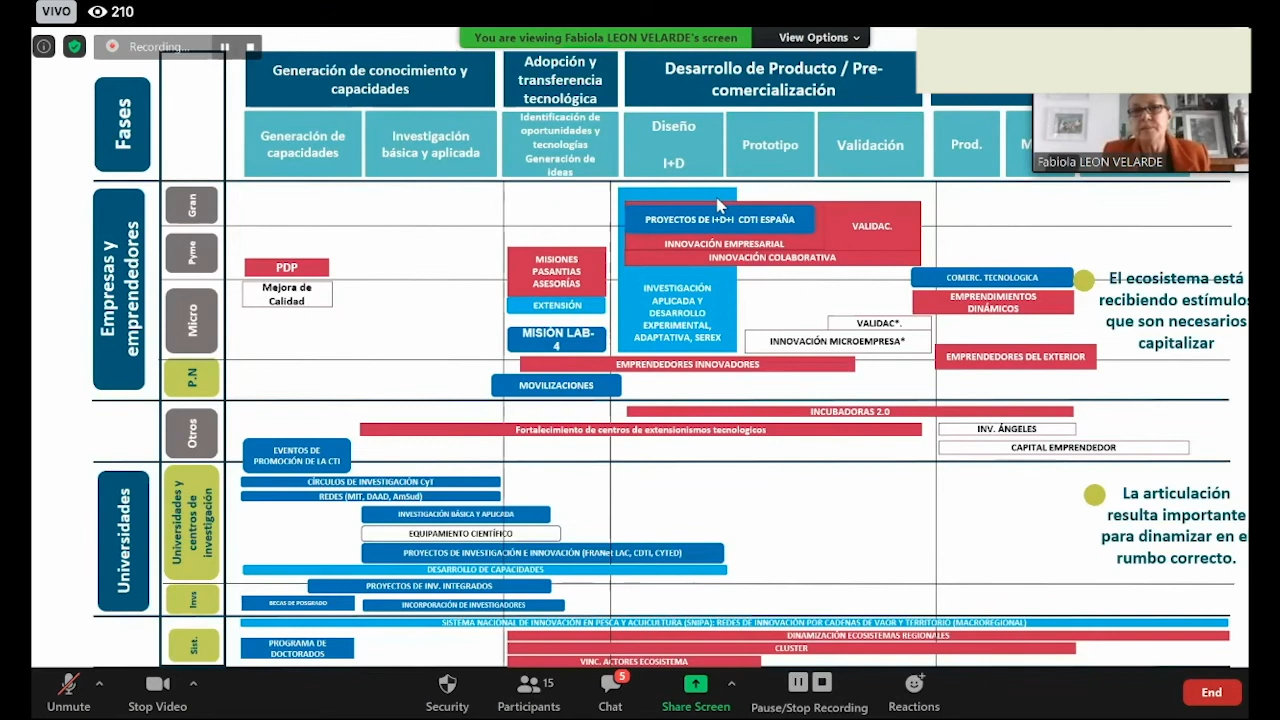 VIVO 210
Recording...
You are viewing Fabiola LEON VELARDE's screen
View Options
Fases
Generación de conocimiento y
capacidades
Adopción y
transferencia
tecnológica
Desarrollo de Producto / Pre-
comercialización
Generación de
capacidades
Investigación
básica y aplicada
Identificación de
oportunidades y
tecnologías
Generación de
ideas
Diseño
I+D
Prototipo
Validación
Prod.
M
Fabiola LEON VELARDE
Empresas y
emprendedores
Gran
Pyme
Micro
P.N
Otros
PROYECTOS DE I+D+I CDTI ESPAÑA
VALIDAC.
INNOVACIÓN EMPRESARIAL
INNOVACIÓN COLABORATIVA
PDP
Mejora de
Calidad
MISIONES
PASANTIAS
ASESORÍAS
EXTENSIÓN
MISIÓN LAB-
4
INVESTIGACIÓN
APLICADA Y
DESARROLLO
EXPERIMENTAL,
ADAPTATIVA, SEREX
COMERC. TECNOLOGICA
EMPRENDIMIENTOS
DINÁMICOS
VALIDAC*.
INNOVACIÓN MICROEMPRESA*
EMPRENDEDORES DEL EXTERIOR
EMPRENDEDORES INNOVADORES
MOVILIZACIONES
El ecosistema está
recibiendo estímulos
que son necesarios
capitalizar
INCUBADORAS 2.0
Fortalecimiento de centros de extensionismos tecnologicos
INV. ÁNGELES
CAPITAL EMPRENDEDOR
EVENTOS DE
PROMOCIÓN DE LA CTI
Universidades
Universidades y
centros de
investigación
Invs
Sist.
CÍRCULOS DE INVESTIGACIÓN CyT
REDES (MIT, DAAD, AmSud)
INVESTIGACIÓN BÁSICA Y APLICADA
EQUIPAMIENTO CIENTÍFICO
PROYECTOS DE INVESTIGACIÓN E INNOVACIÓN (FRANet LAC, CDTI, CYTED)
DESARROLLO DE CAPACIDADES
PROYECTOS DE INV. INTEGRADOS
BECAS DE POSGRADO
INCORPORACIÓN DE INVESTIGADORES
La articulación
resulta importante
para dinamizar en e
rumbo correcto.
SISTEMA NACIONAL DE INNOVACIÓN EN PESCA Y ACUICULTURA (SNIPA): REDES DE INNOVACIÓN POR CADENAS DE VAOR Y TERRITORIO (MACROREGIONAL)
DINAMIZACIÓN ECOSISTEMAS REGIONALES
PROGRAMA DE
DOCTORADOS
CLUSTER
VINC. ACTORES ECOSISTEMA
Unmute
Stop Video
Security
15
Participants
5
Chat
Share Screen
Pause/Stop Recording
Reactions
End